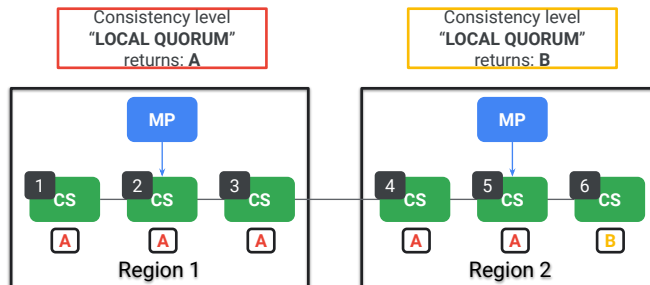 Consistency level
“LOCAL QUORUM”
returns: A
Consistency level
“LOCAL QUORUM”
returns: B
MP
MP
1
CS
2
CS
3
CS
4
CS
5
CS
6
CS
A
A
A
A
A
B
Region 1
Region 2